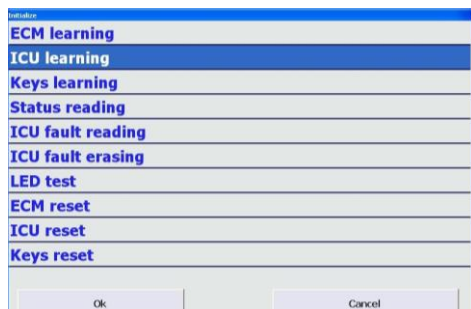 Initialize
ECM learning
ICU learning
Keys learning
Status reading
ICU fault reading
ICU fault erasing
LED test
ECM reset
ICU reset
Keys reset
Ok
Cancel